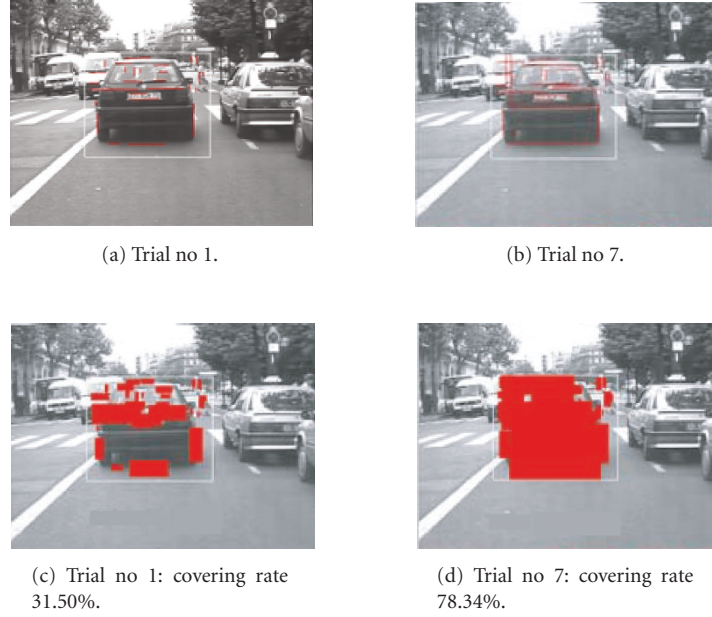 (a) Trial no 1.
(b) Trial no 7.
(c) Trial no 1: covering rate
31.50%.
(d) Trial no 7: covering rate
78.34%.